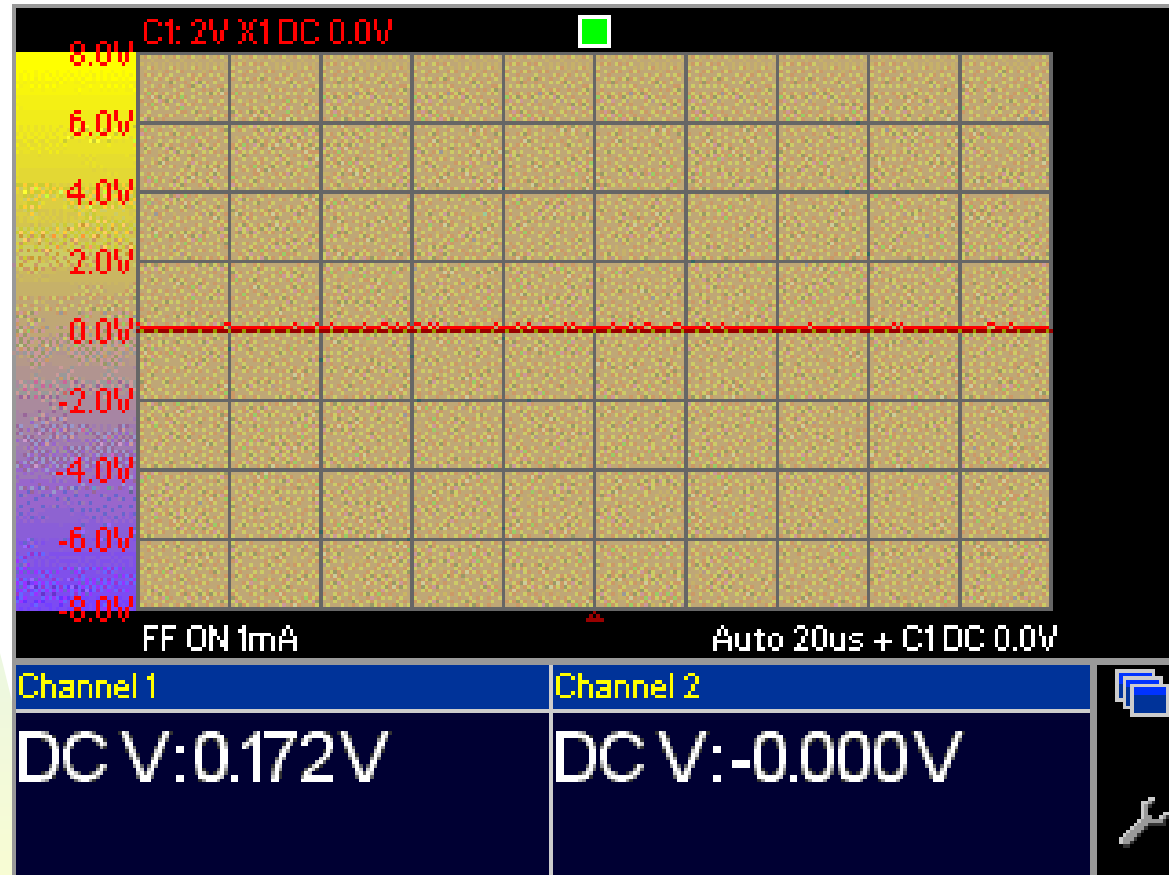 C1: 2V X1 DC 0.0V
8.0V
6.0V
4.0V
2.0V
0.0V
-2.0V
-4.0V
-6.0V
-8.0V
FF ON 1mA
Auto 20us + C1 DC 0.0V
Channel 1
Channel 2
DC V:0.172V
DC V:-0.000V